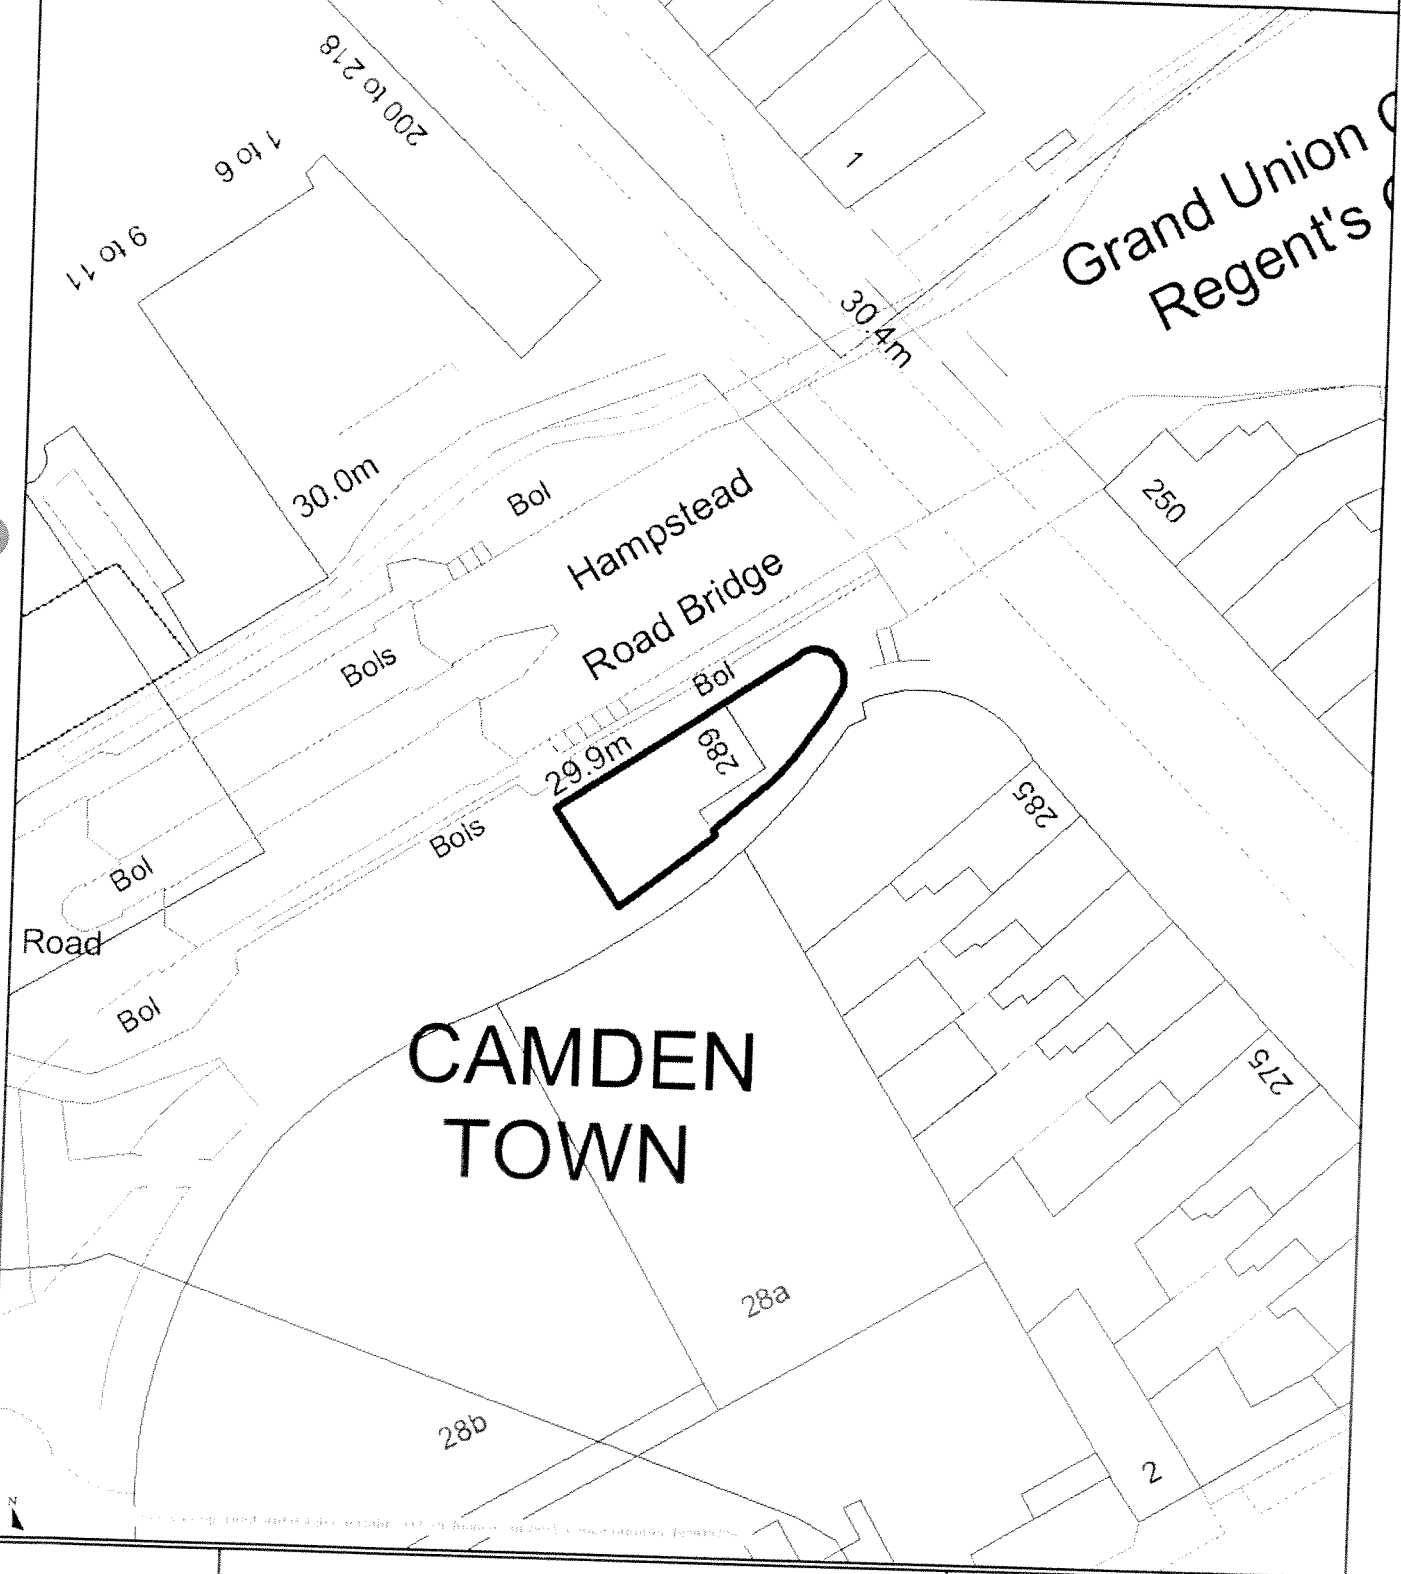 200 to 218
1 to 6
9 to 11
1
Grand Union
Regent's
30.4m
30.0m
Bol
Hampstead
Road Bridge
250
Bols
Bol
289
29.9m
285
Bols
Bol
Road
Bol
CAMDEN
TOWN
275
28a
28b
2
N